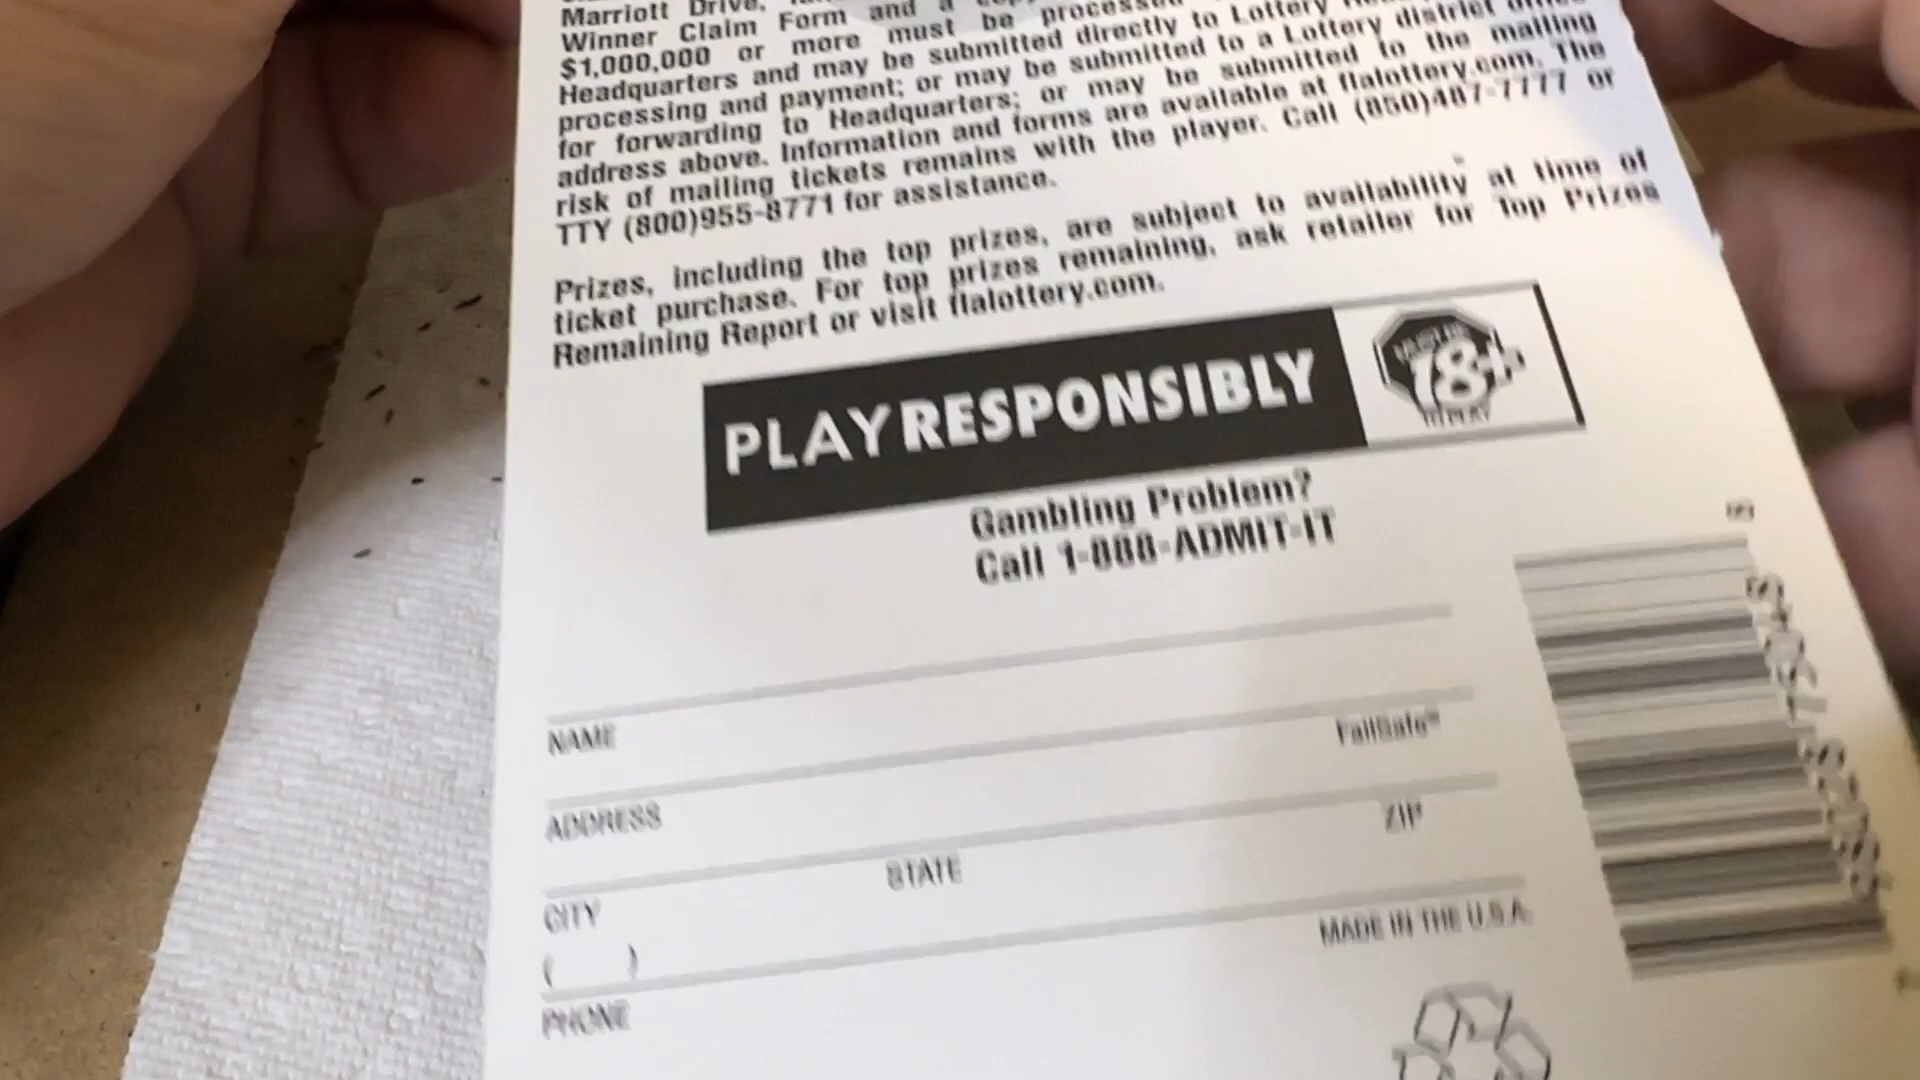 Marriott Drive,
Winner Claim Form and a
$1,000,000 or more must be processed
Headquarters and may be submitted directly to Lottery
processing and payment; or may be submitted to a Lottery district office
for forwarding to Headquarters; or may be submitted to the mailing
address above. Information and forms are available at flalottery.com. The
risk of mailing tickets remains with the player. Call (850)487-7777 or
TTY (800)955-8771 for assistance.
Prizes, including the top prizes, are subject to availability at time of
ticket purchase. For top prizes remaining, ask retailer for Top Prizes
Remaining Report or visit flalottery.com.
PLAY RESPONSIBLY
18+
TO PLAY
Gambling Problem?
Call 1-888-ADMIT-IT
NAME
FailSafe®
ADDRESS
ZIP
STATE
CITY
MADE IN THE U.S.A.
( )
PHONE